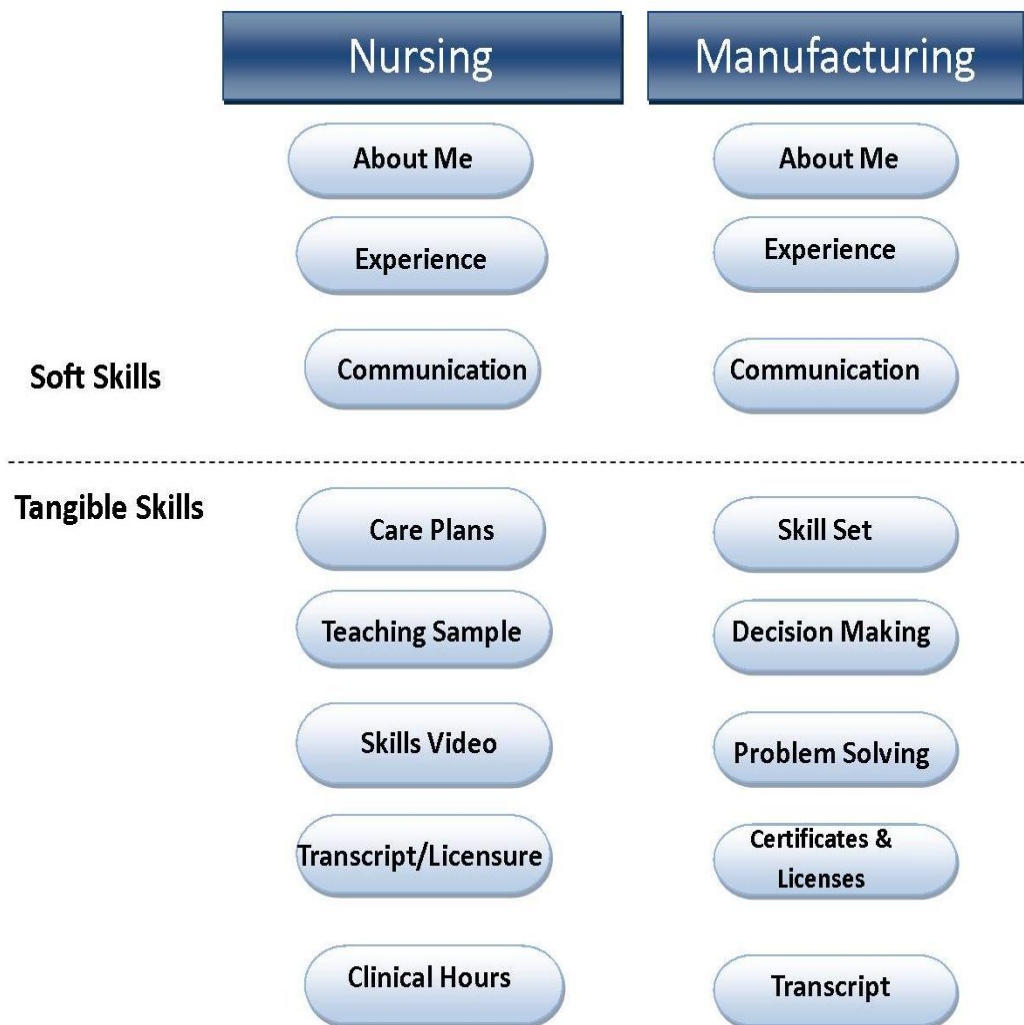 Nursing
Manufacturing
About Me
About Me
Experience
Experience
Soft Skills
Communication
Communication
Tangible Skills
Care Plans
Skill Set
Teaching Sample
Decision Making
Skills Video
Problem Solving
Transcript/Licensure
Certificates &
Licenses
Clinical Hours
Transcript